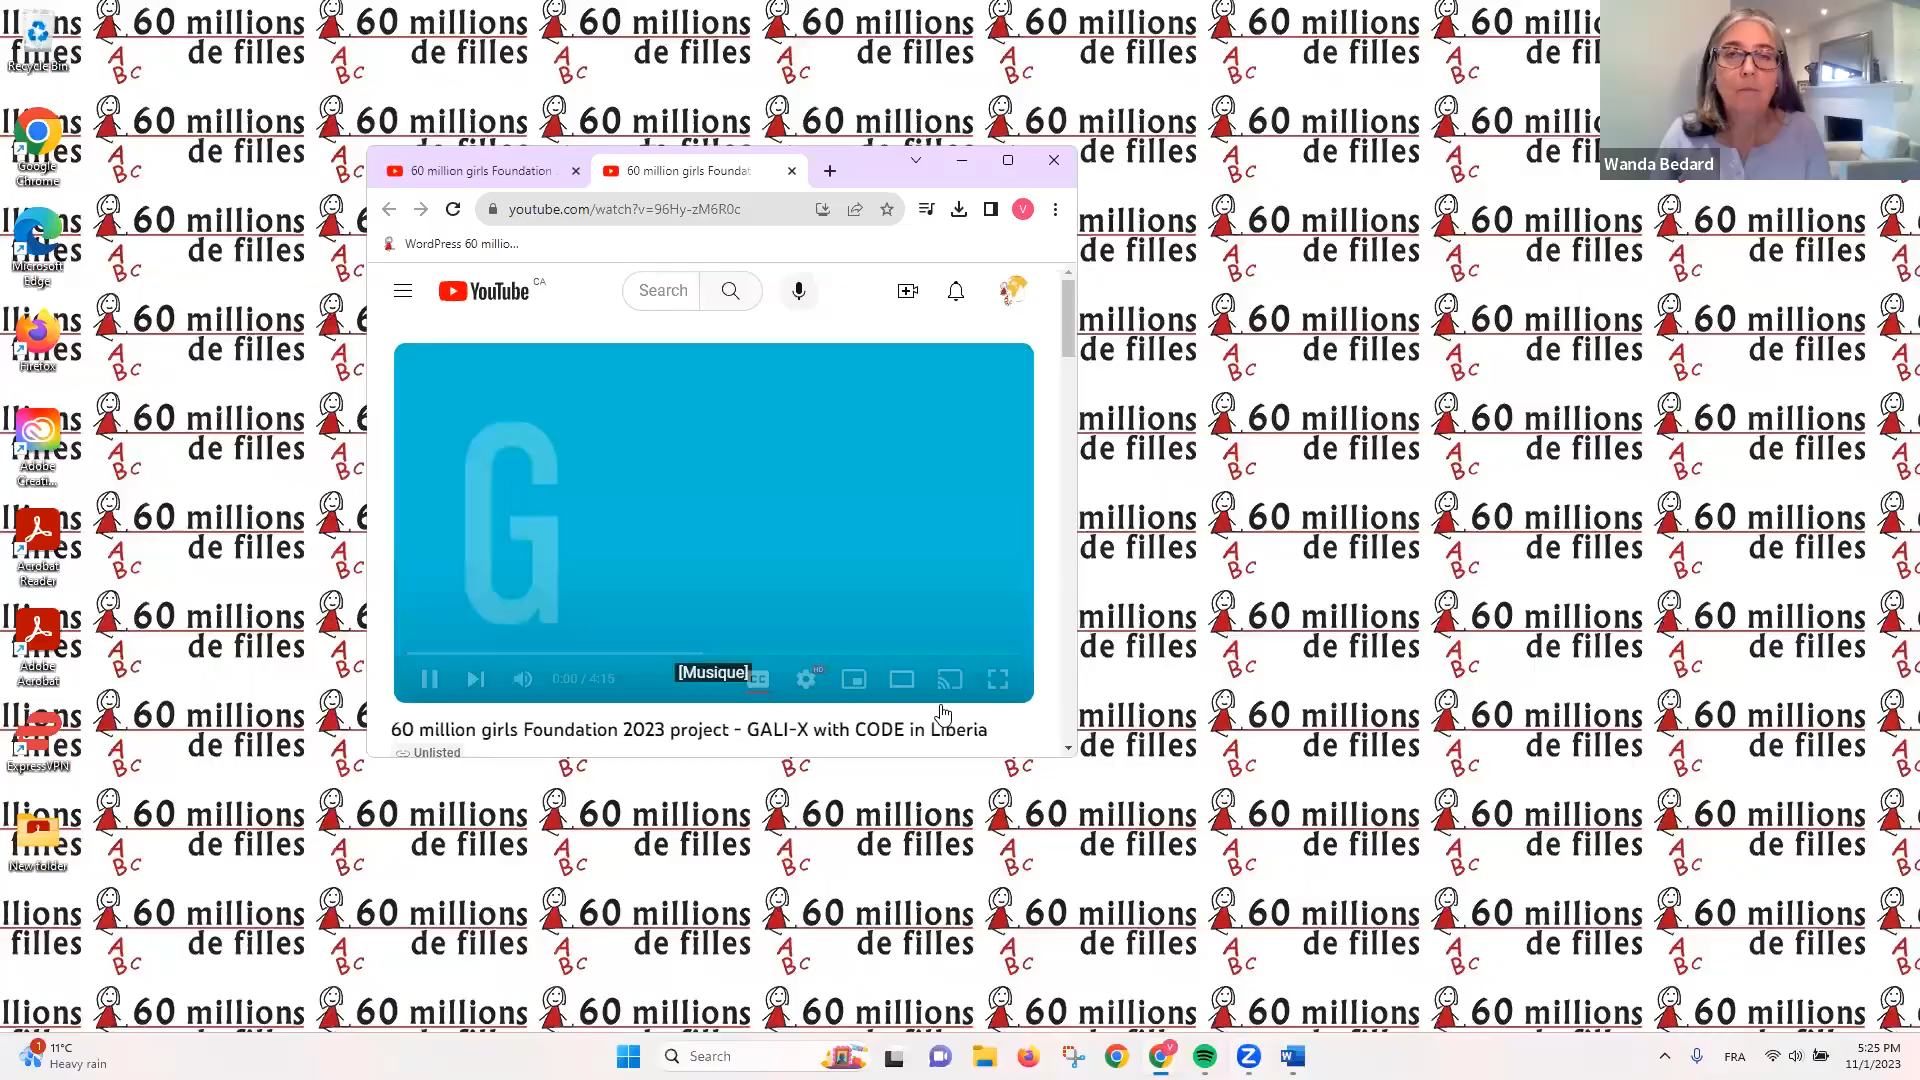 60 millions
de filles
A
B C
Recycle Bin
Google
Chrome
Microsoft
Edge
Firefox
Adobe
Creati...
Acrobat
Reader
Adobe
Acrobat
ExpressVPN
New folder
Wanda Bedard
60 million girls Foundation
60 million girls Foundat
youtube.com/watch?v=96Hy-zM6R0c
V
WordPress 60 millio...
YouTube CA
Search
G
[Musique]
0:00 / 4:15
CC
HD
60 million girls Foundation 2023 project - GALI-X with CODE in Liberia
Unlisted
1
11°C
Heavy rain
Search
FRA
5:25 PM
11/1/2023